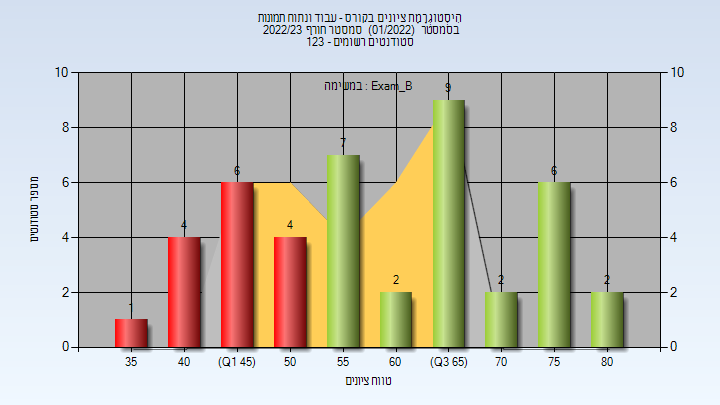 היסטוגרמת ציונים בקורס - עבוד ונתוח תמונות
בסמסטר (01/2022) סמסטר חורף 2022/23
סטודנטים רשומים - 123
במשימה : Exam_B
10 10
9
8 8
7
6 6
6 6
4 4
4 4
2 2 2
2 2
1
0 0
35 40 (Q1 45) 50 55 60 (Q3 65) 70 75 80
מספר סטודנטים
טווח ציונים